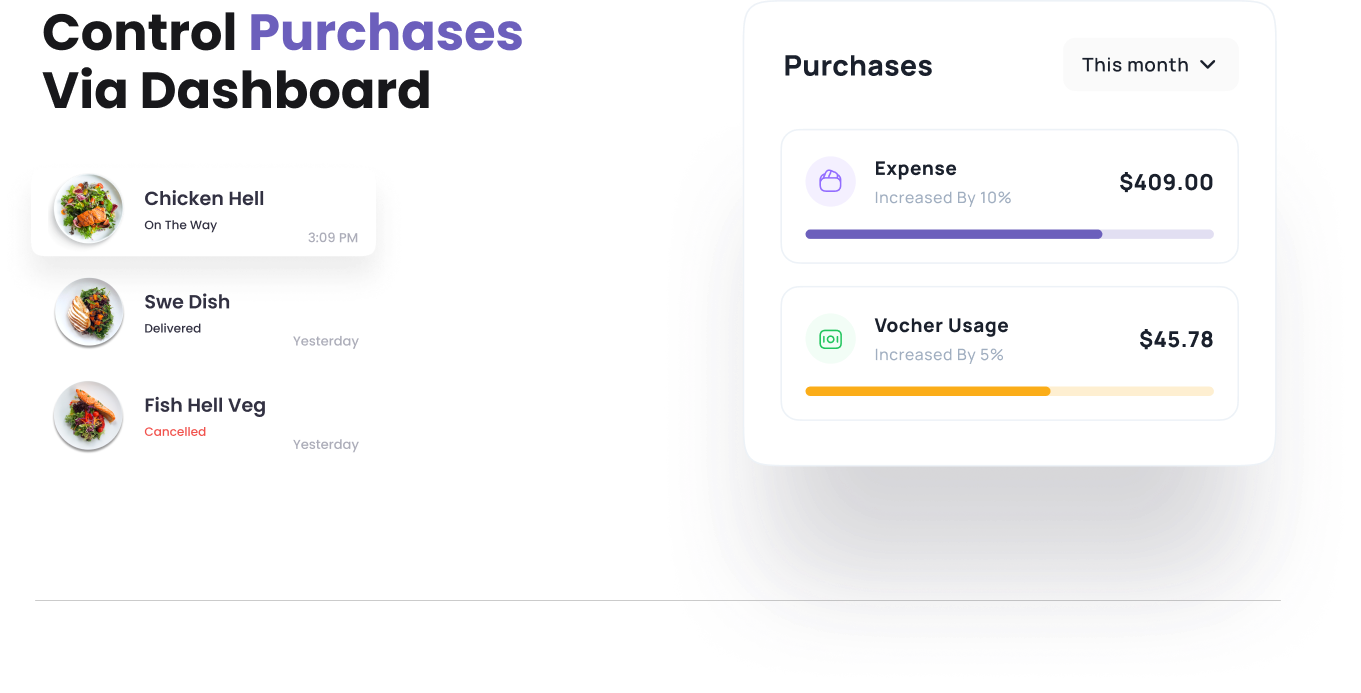 Control Purchases
Via Dashboard
Chicken Hell
On The Way
3:09 PM
Swe Dish
Delivered
Yesterday
Fish Hell Veg
Cancelled
Yesterday
Purchases
This month
Expense
Increased By 10%
$409.00
Vocher Usage
Increased By 5%
$45.78